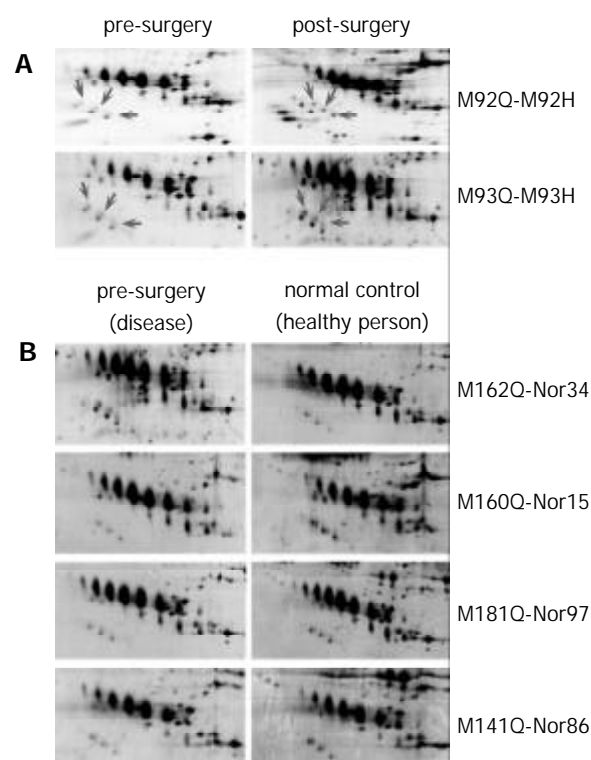 pre-surgery post-surgery
A
M92Q-M92H
M93Q-M93H
pre-surgery normal control
(disease) (healthy person)
B
M162Q-Nor34
M160Q-Nor15
M181Q-Nor97
M141Q-Nor86